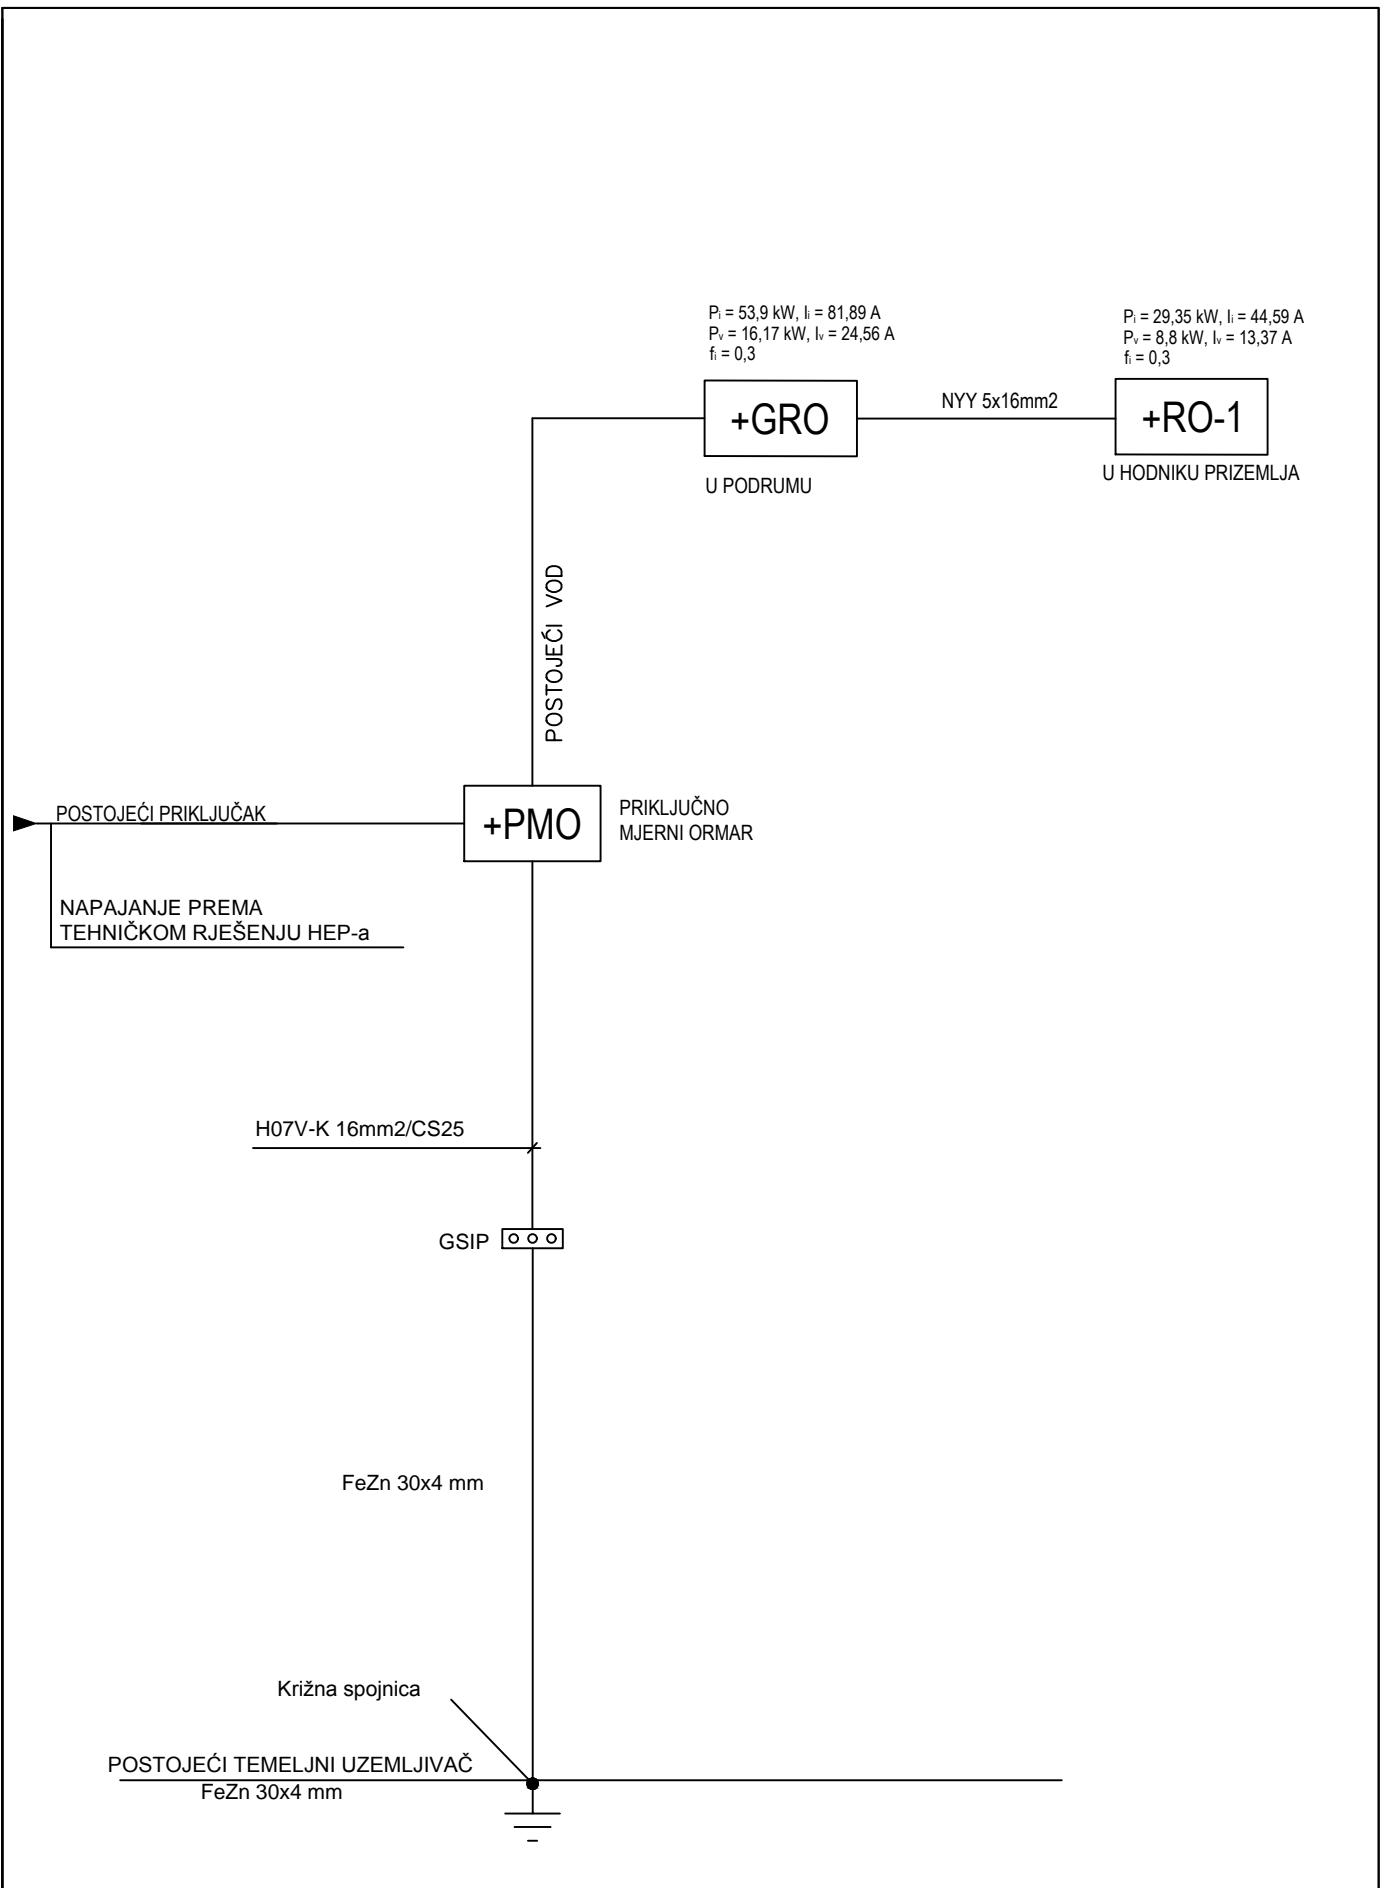 Pi = 53,9 kW, Ii = 81,89 A
Pv = 16,17 kW, Iv = 24,56 A
fi = 0,3
Pi = 29,35 kW, Ii = 44,59 A
Pv = 8,8 kW, Iv = 13,37 A
fi = 0,3
+GRO
NYY 5x16mm2
+RO-1
U PODRUMU
U HODNIKU PRIZEMLJA
POSTOJEĆI VOD
POSTOJEĆI PRIKLJUČAK
+PMO
PRIKLJUČNO
MJERNI ORMAR
NAPAJANJE PREMA
TEHNIČKOM RJEŠENJU HEP-a
H07V-K 16mm2/CS25
GSIP
FeZn 30x4 mm
Križna spojnica
POSTOJEĆI TEMELJNI UZEMLJIVAČ
FeZn 30x4 mm